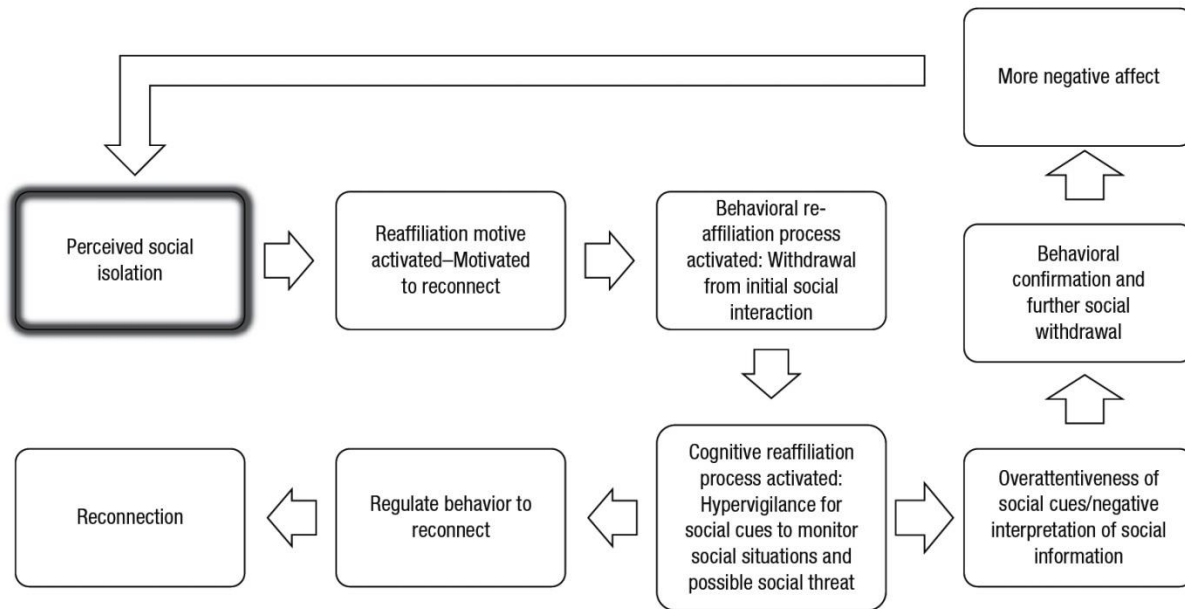 More negative affect
Perceived social
isolation
Reaffiliation motive
activated–Motivated
to reconnect
Behavioral re-
affiliation process
activated: Withdrawal
from initial social
interaction
Behavioral
confirmation and
further social
withdrawal
Reconnection
Regulate behavior to
reconnect
Cognitive reaffiliation
process activated:
Hypervigilance for
social cues to monitor
social situations and
possible social threat
Overattentiveness of
social cues/negative
interpretation of social
information